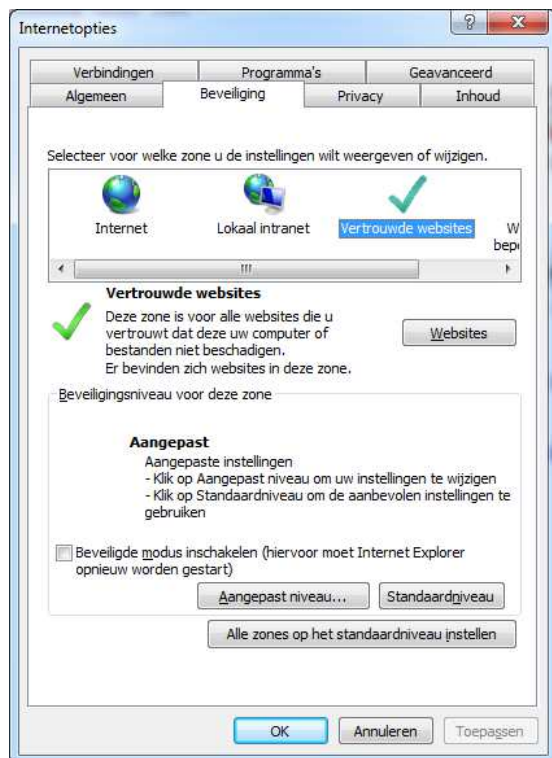 Internetopties
Verbindingen Programma's Geavanceerd
Algemeen Beveiliging Privacy Inhoud
Selecteer voor welke zone u de instellingen wilt weergeven of wijzigen.
Internet Lokaal intranet Vertrouwde websites W
bepe
Vertrouwde websites
Deze zone is voor alle websites die u
vertrouwt dat deze uw computer of
bestanden niet beschadigen.
Er bevinden zich websites in deze zone.
Websites
Beveiligingsniveau voor deze zone
Aangepast
Aangepaste instellingen
- Klik op Aangepast niveau om uw instellingen te wijzigen
- Klik op Standaardniveau om de aanbevolen instellingen te
gebruiken
Beveiligde modus inschakelen (hiervoor moet Internet Explorer
opnieuw worden gestart)
Aangepast niveau... Standaardniveau
Alle zones op het standaardniveau instellen
OK Annuleren Toepassen